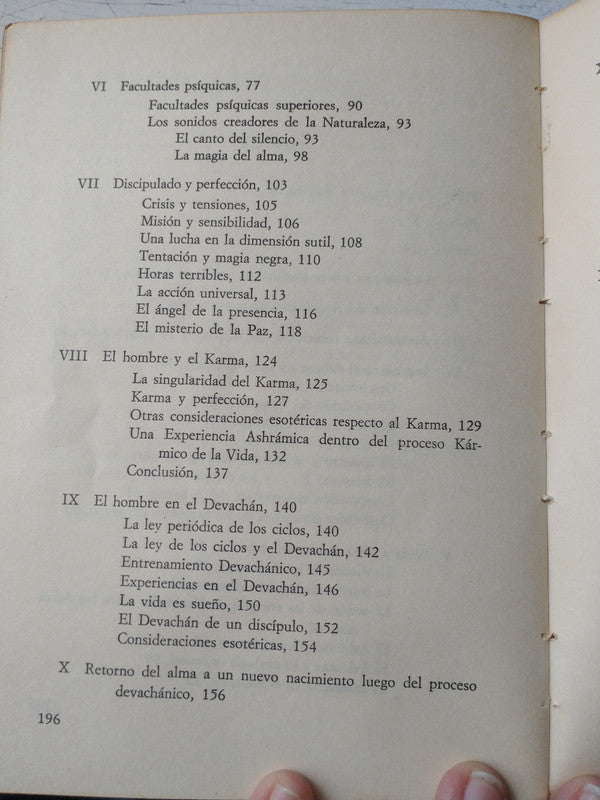 VI Facultades psíquicas, 77
Facultades psíquicas superiores, 90
Los sonidos creadores de la Naturaleza, 93
El canto del silencio, 93
La magia del alma, 98
VII Discipulado y perfección, 103
Crisis y tensiones, 105
Misión y sensibilidad, 106
Una lucha en la dimensión sutil, 108
Tentación y magia negra, 110
Horas terribles, 112
La acción universal, 113
El ángel de la presencia, 116
El misterio de la Paz, 118
VIII El hombre y el Karma, 124
La singularidad del Karma, 125
Karma y perfección, 127
Otras consideraciones esotéricas respecto al Karma, 129
Una Experiencia Ashrámica dentro del proceso Kár-
mico de la Vida, 132
Conclusión, 137
IX El hombre en el Devachán, 140
La ley periódica de los ciclos, 140
La ley de los ciclos y el Devachán, 142
Entrenamiento Devachánico, 145
Experiencias en el Devachán, 146
La vida es sueño, 150
El Devachán de un discípulo, 152
Consideraciones esotéricas, 154
X Retorno del alma a un nuevo nacimiento luego del proceso
devachánico, 156
196